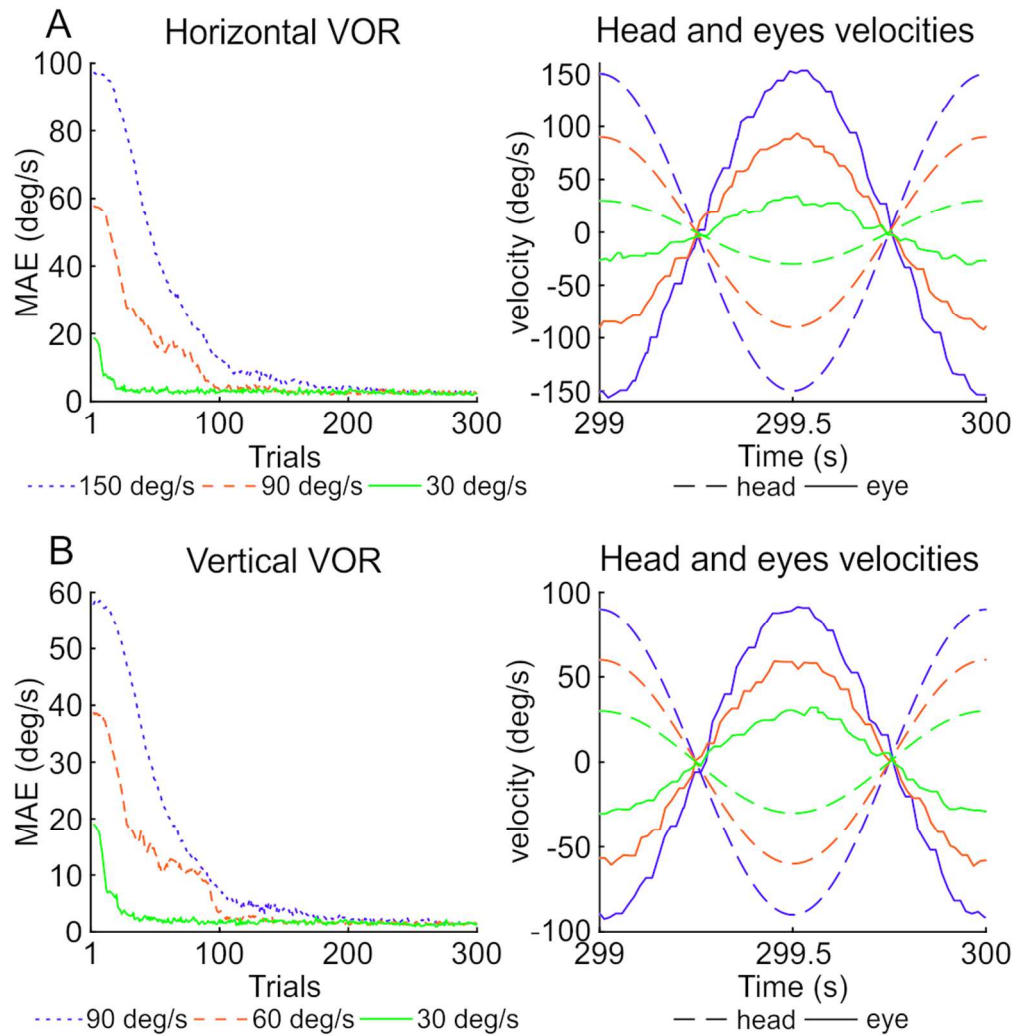 A
Horizontal VOR
MAE (deg/s)
100
80
60
40
20
0
1
100
200
300
Trials
150 deg/s
90 deg/s
30 deg/s
Head and eyes velocities
velocity (deg/s)
150
100
50
0
-50
-100
-150
299
299.5
300
Time (s)
head
eye
B
Vertical VOR
MAE (deg/s)
60
50
40
30
20
10
0
1
100
200
300
Trials
90 deg/s
60 deg/s
30 deg/s
Head and eyes velocities
velocity (deg/s)
100
50
0
-50
-100
299
299.5
300
Time (s)
head
eye